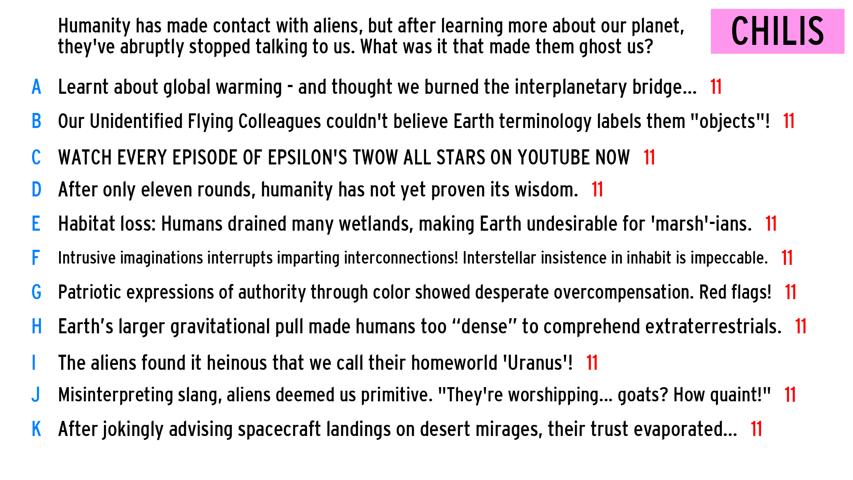 Humanity has made contact with aliens, but after learning more about our planet,
they've abruptly stopped talking to us. What was it that made them ghost us?
CHILIS
A Learnt about global warming - and thought we burned the interplanetary bridge... 11
B Our Unidentified Flying Colleagues couldn't believe Earth terminology labels them "objects"! 11
C WATCH EVERY EPISODE OF EPSILON'S TWOW ALL STARS ON YOUTUBE NOW 11
D After only eleven rounds, humanity has not yet proven its wisdom. 11
E Habitat loss: Humans drained many wetlands, making Earth undesirable for 'marsh'-ians. 11
F Intrusive imaginations interrupts imparting interconnections! Interstellar insistence in inhabit is impeccable. 11
G Patriotic expressions of authority through color showed desperate overcompensation. Red flags! 11
H Earth’s larger gravitational pull made humans too “dense” to comprehend extraterrestrials. 11
I The aliens found it heinous that we call their homeworld 'Uranus'! 11
J Misinterpreting slang, aliens deemed us primitive. "They're worshipping... goats? How quaint!" 11
K After jokingly advising spacecraft landings on desert mirages, their trust evaporated... 11